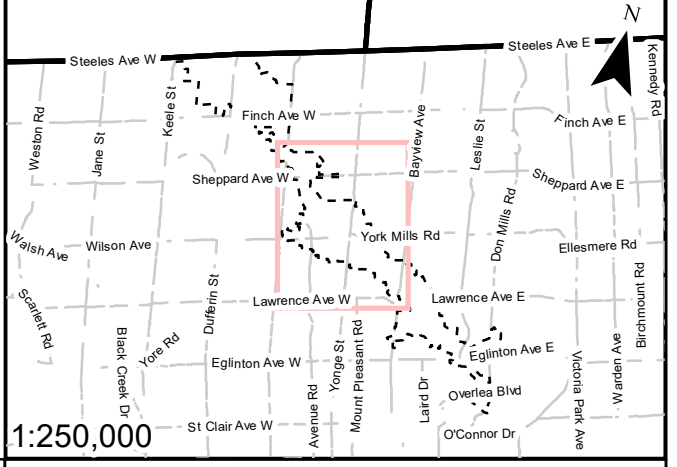 N
Steeles Ave W
Steeles Ave E
Kennedy Rd
Weston Rd
Jane St
Keele St
Finch Ave W
Bayview Ave
Leslie St
Finch Ave E
Sheppard Ave W
Sheppard Ave E
Don Mills Rd
Walsh Ave
Wilson Ave
York Mills Rd
Ellesmere Rd
Birchmount Rd
Scarlett Rd
Dufferin St
Lawrence Ave W
Lawrence Ave E
Black Creek Dr
Yore Rd
Eglinton Ave W
Yonge St
Mount Pleasant Rd
Eglinton Ave E
Avenue Rd
Laird Dr
Overlea Blvd
Victoria Park Ave
Warden Ave
St Clair Ave W
O'Connor Dr
1:250,000